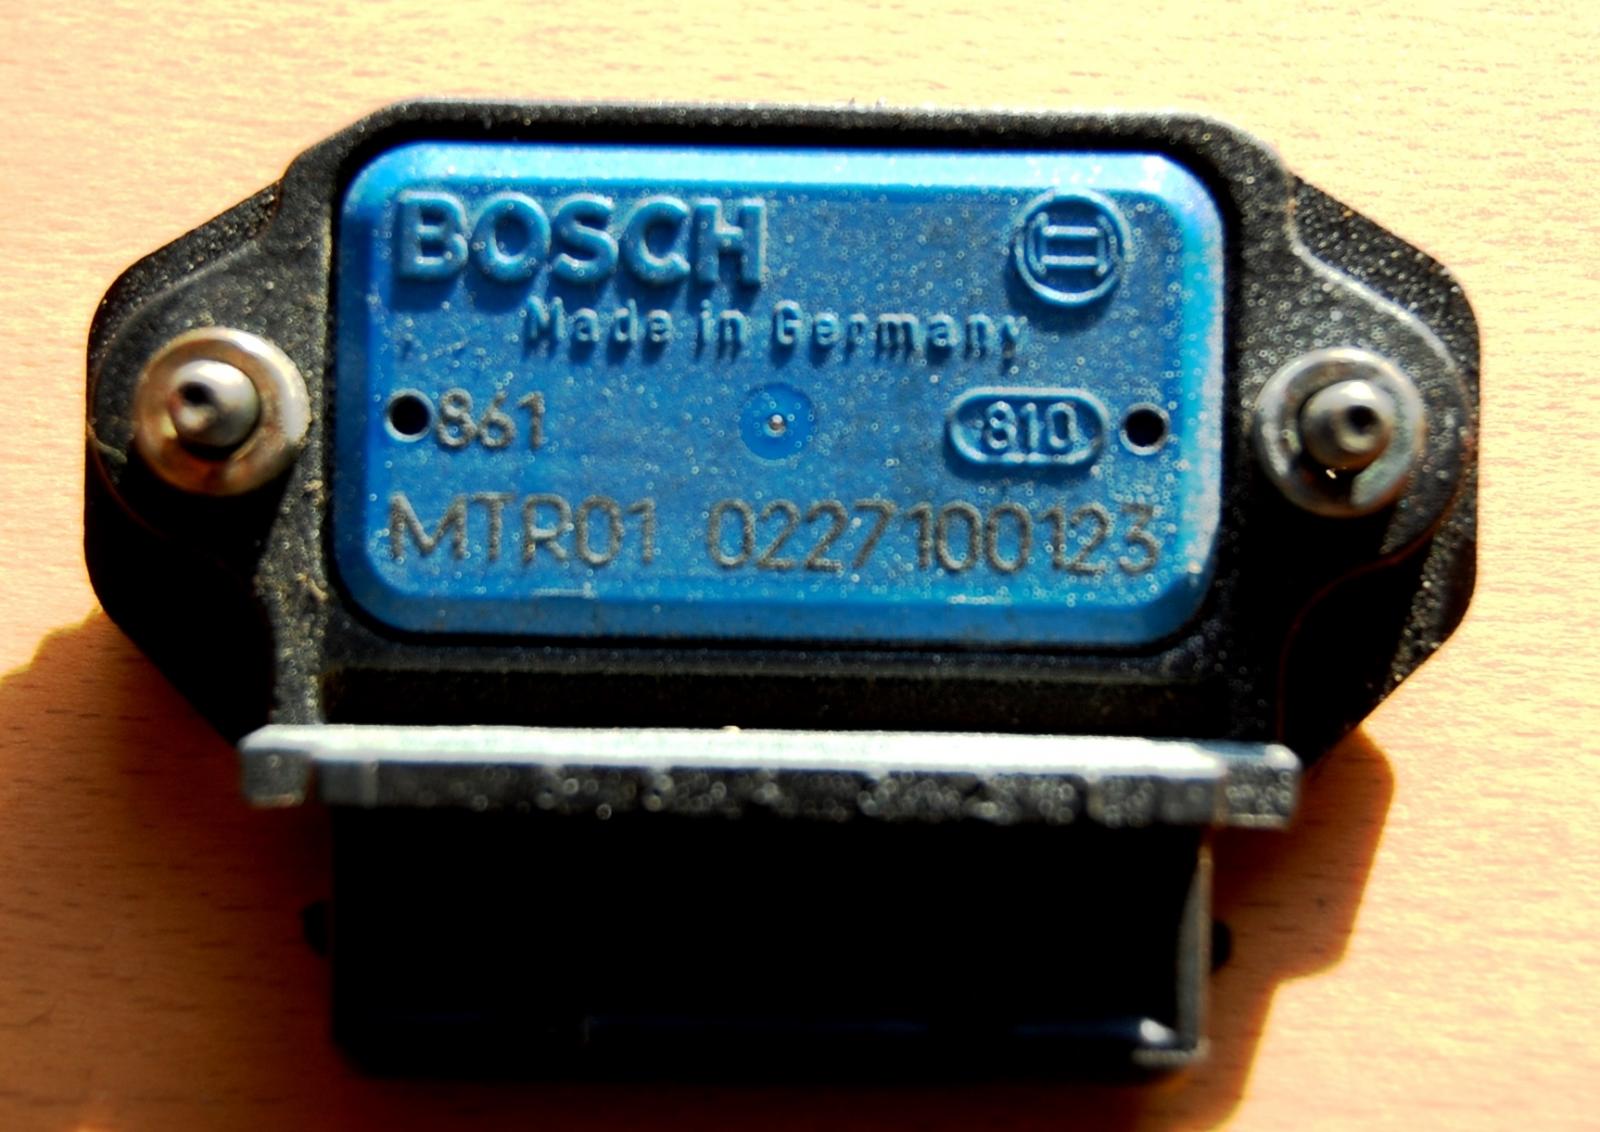 BOSCH
Made in Germany
861 810
MTR01 0227100123